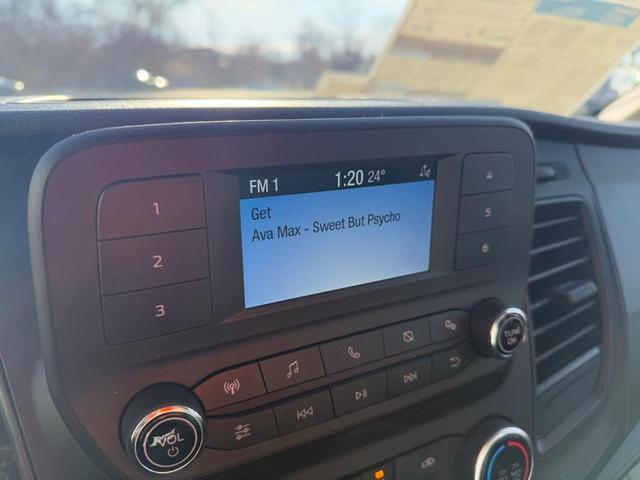 FM 1 1:20 24°
Get
Ava Max - Sweet But Psycho
1
2
3
4
5
6
TUNE
OK
VOL